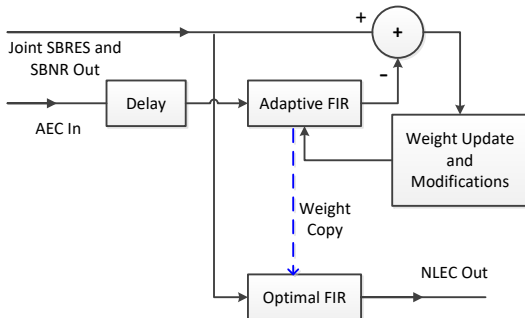 +
+
Joint SBRES and
SBNR Out
-
Delay
Adaptive FIR
AEC In
Weight Update
and
Modifications
Weight
Copy
NLEC Out
Optimal FIR